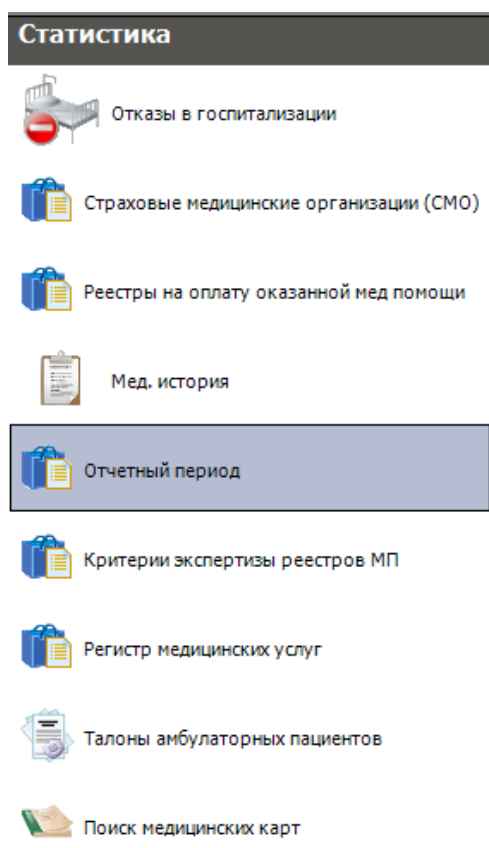 Статистика
Отказы в госпитализации
Страховые медицинские организации (СМО)
Реестры на оплату оказанной мед помощи
Мед. история
Отчетный период
Критерии экспертизы реестров МП
Регистр медицинских услуг
Талоны амбулаторных пациентов
Поиск медицинских карт